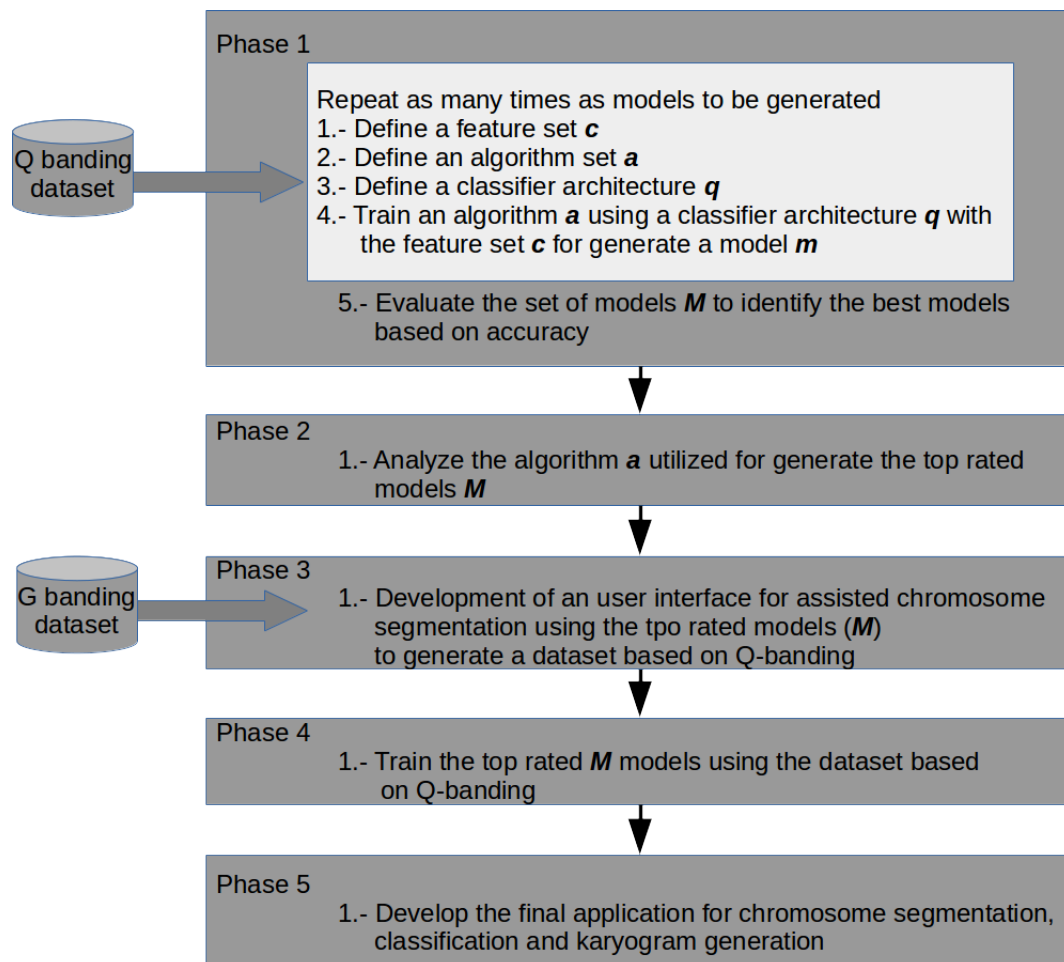 Phase 1
Repeat as many times as models to be generated
1.- Define a feature set c
2.- Define an algorithm set a
3.- Define a classifier architecture q
4.- Train an algorithm a using a classifier architecture q with
the feature set c for generate a model m
Q banding
dataset
5.- Evaluate the set of models M to identify the best models
based on accuracy
Phase 2
1.- Analyze the algorithm a utilized for generate the top rated
models M
G banding
dataset
Phase 3
1.- Development of an user interface for assisted chromosome
segmentation using the tpo rated models (M)
to generate a dataset based on Q-banding
Phase 4
1.- Train the top rated M models using the dataset based
on Q-banding
Phase 5
1.- Develop the final application for chromosome segmentation,
classification and karyogram generation